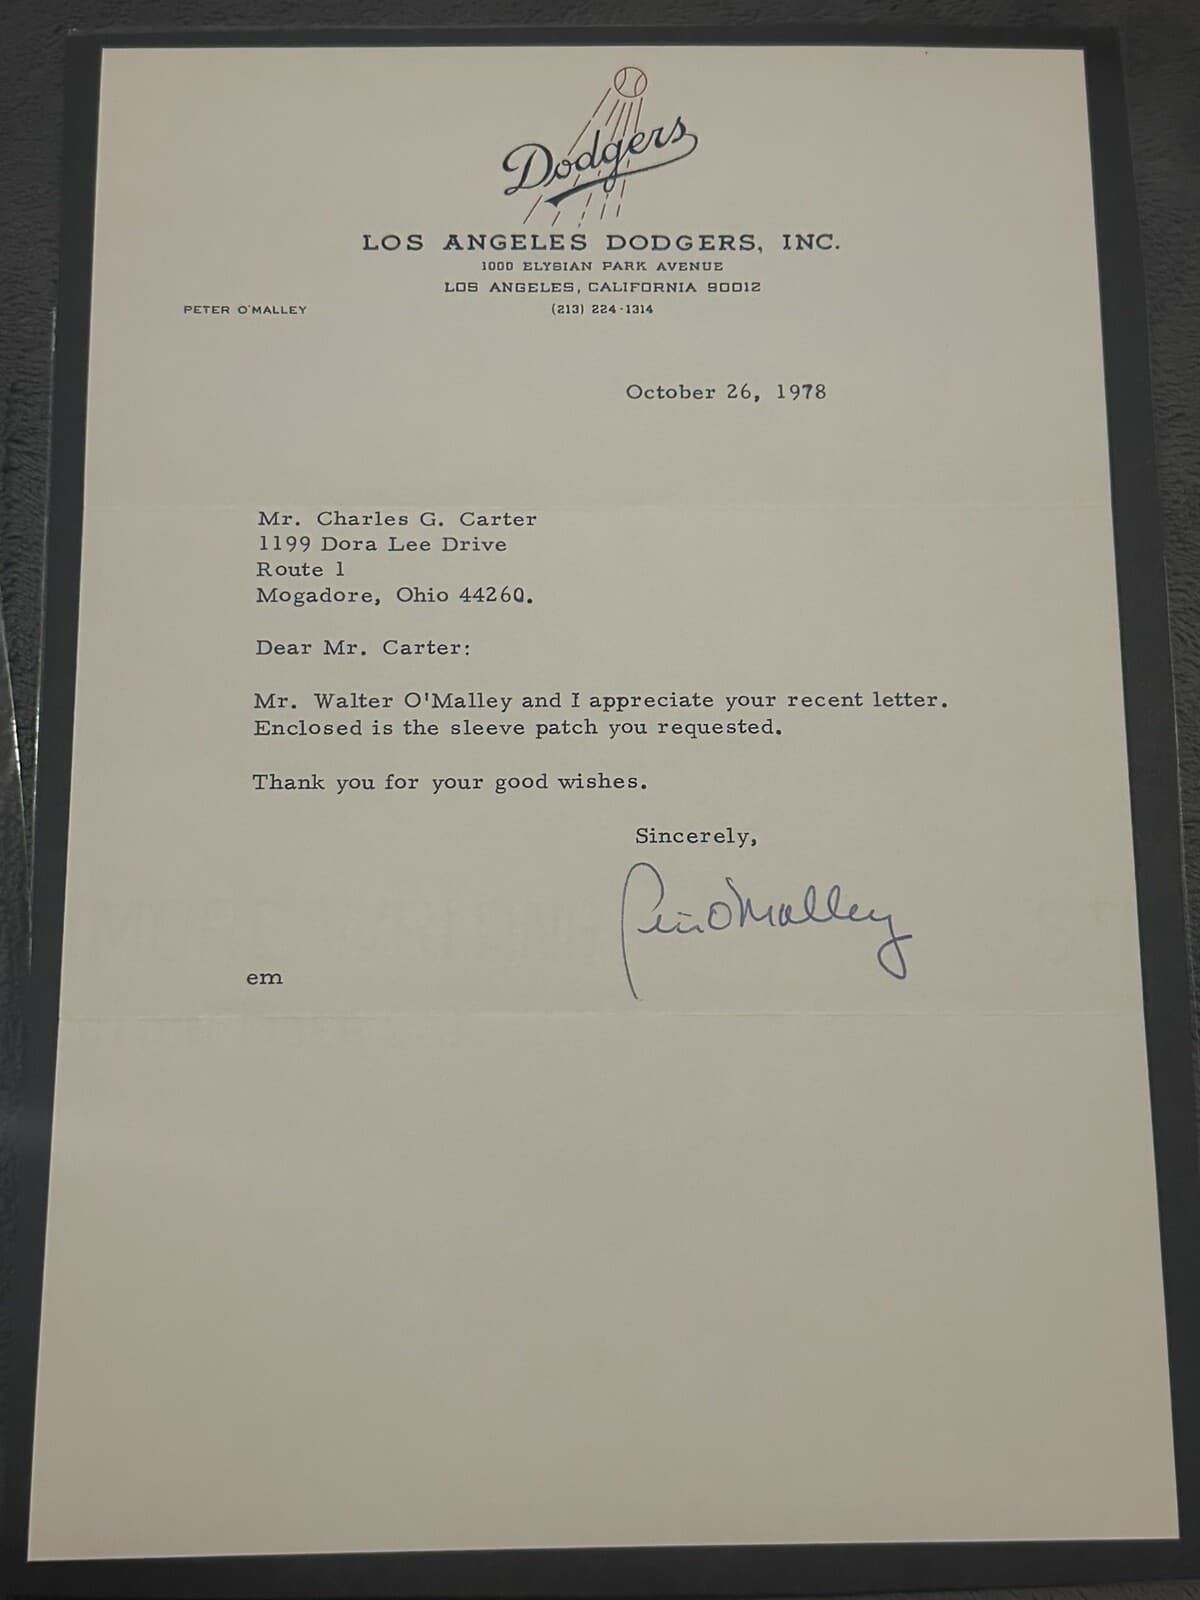 Dodgers
LOS ANGELES DODGERS, INC.
1000 ELYSIAN PARK AVENUE
LOS ANGELES, CALIFORNIA 90012
PETER O'MALLEY
(213) 224-1314
October 26, 1978
Mr. Charles G. Carter
1199 Dora Lee Drive
Route 1
Mogadore, Ohio 44260.
Dear Mr. Carter:
Mr. Walter O'Malley and I appreciate your recent letter.
Enclosed is the sleeve patch you requested.
Thank you for your good wishes.
Sincerely,
Peter O'Malley
em